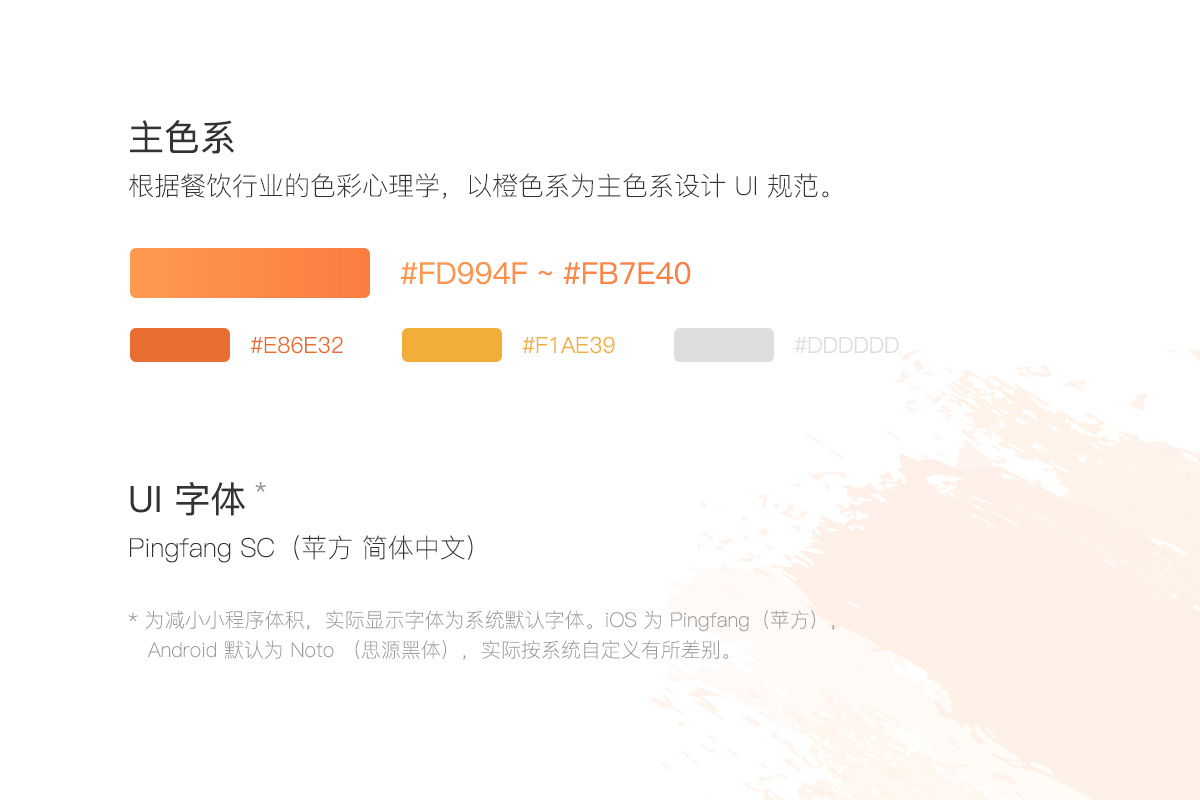 主色系
根据餐饮行业的色彩心理学，以橙色系为主色系设计 UI 规范。
#FD994F ~ #FB7E40
#E86E32 #F1AE39 #DDDDDD
UI 字体 *
Pingfang SC（苹方 简体中文）
* 为减小小程序体积，实际显示字体为系统默认字体。iOS 为 Pingfang（苹方），
Android 默认为 Noto （思源黑体），实际按系统自定义有所差别。